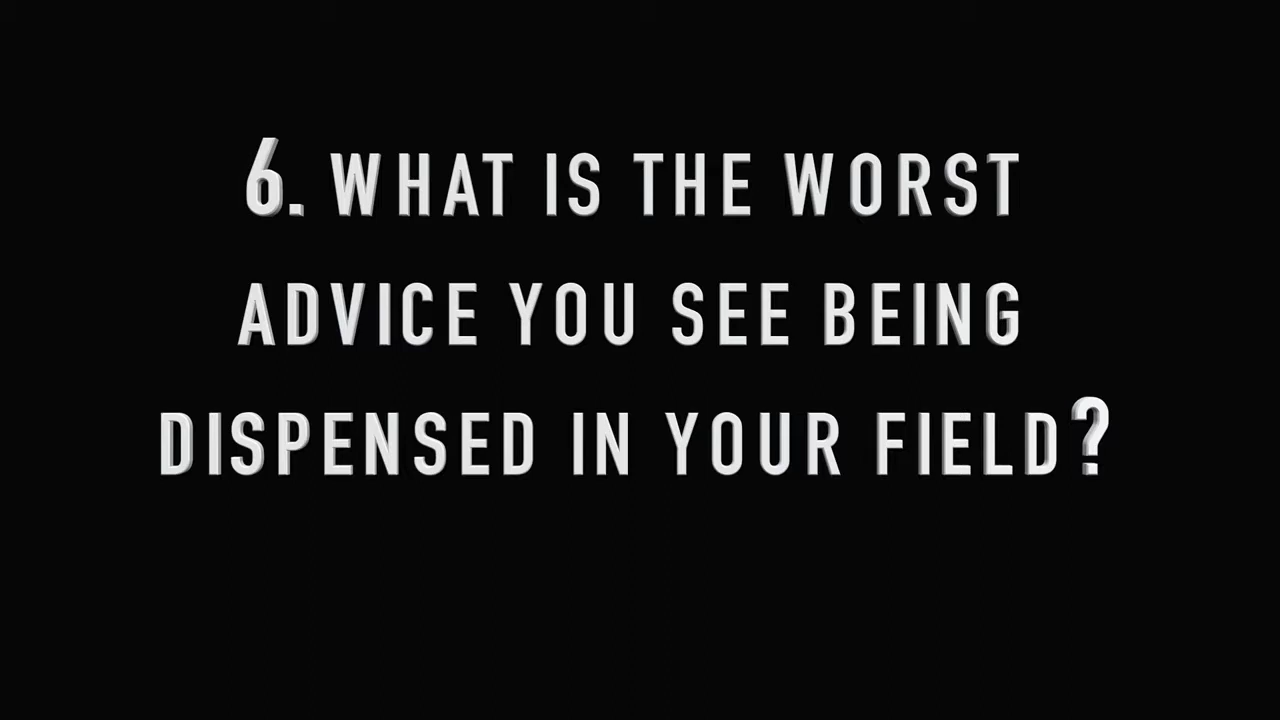 6. WHAT IS THE WORST
ADVICE YOU SEE BEING
DISPENSED IN YOUR FIELD?